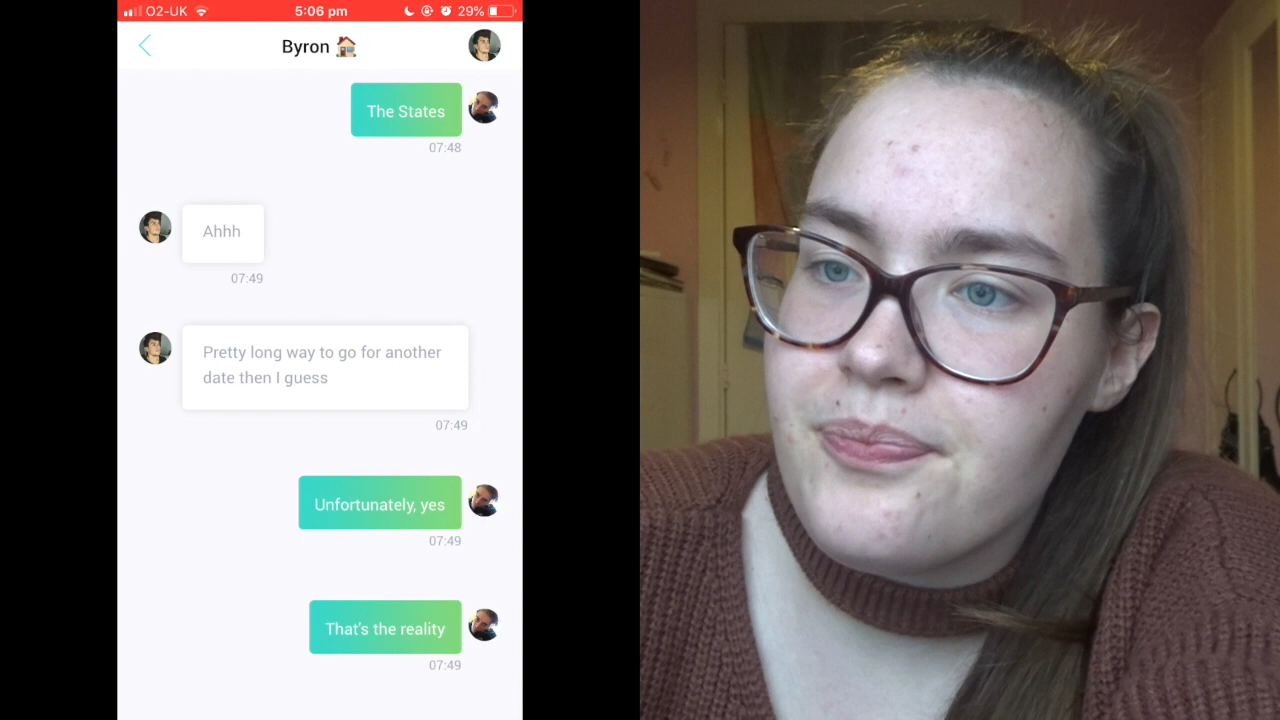 O2-UK 5:06 pm 29%
Byron
The States
07:48
Ahhh
07:49
Pretty long way to go for another
date then I guess
07:49
Unfortunately, yes
07:49
That's the reality
07:49